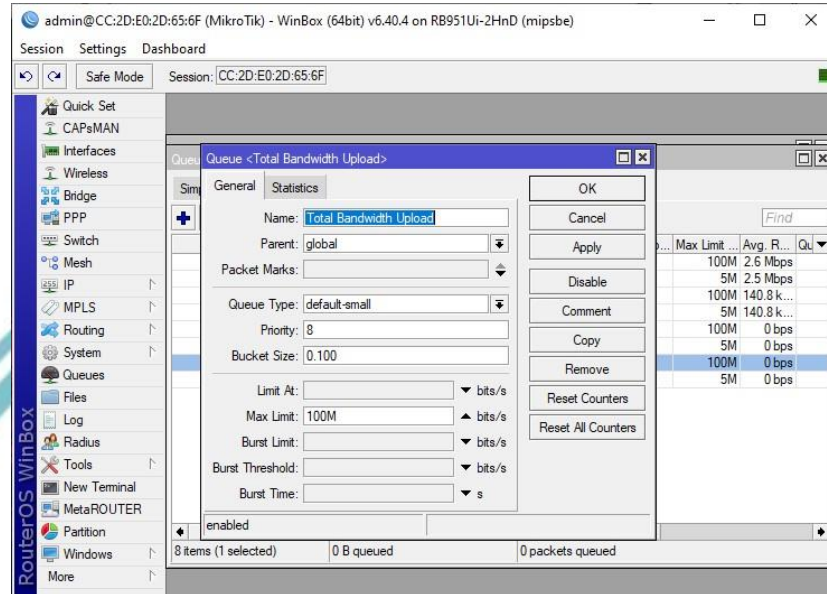 admin@CC:2D:E0:2D:65:6F (MikroTik) - WinBox (64bit) v6.40.4 on RB951Ui-2HnD (mipsbe)
Session Settings Dashboard
Safe Mode Session: CC:2D:E0:2D:65:6F
Quick Set
CAPsMAN
Interfaces
Wireless
Bridge
PPP
Switch
Mesh
IP
MPLS
Routing
System
Queues
Files
Log
Radius
Tools
New Terminal
MetaROUTER
Partition
Windows
More
RouterOS WinBox
Queue <Total Bandwidth Upload>
General Statistics
Name: Total Bandwidth Upload
Parent: global
Packet Marks:
Queue Type: default-small
Priority: 8
Bucket Size: 0.100
Limit At: bits/s
Max Limit: 100M bits/s
Burst Limit: bits/s
Burst Threshold: bits/s
Burst Time: s
enabled
OK
Cancel
Apply
Disable
Comment
Copy
Remove
Reset Counters
Reset All Counters
Find
Max Limit ... Avg. R... Qu
100M 2.6 Mbps
5M 2.5 Mbps
100M 140.8 k...
5M 140.8 k...
100M 0 bps
5M 0 bps
100M 0 bps
5M 0 bps
8 items (1 selected) 0 B queued 0 packets queued